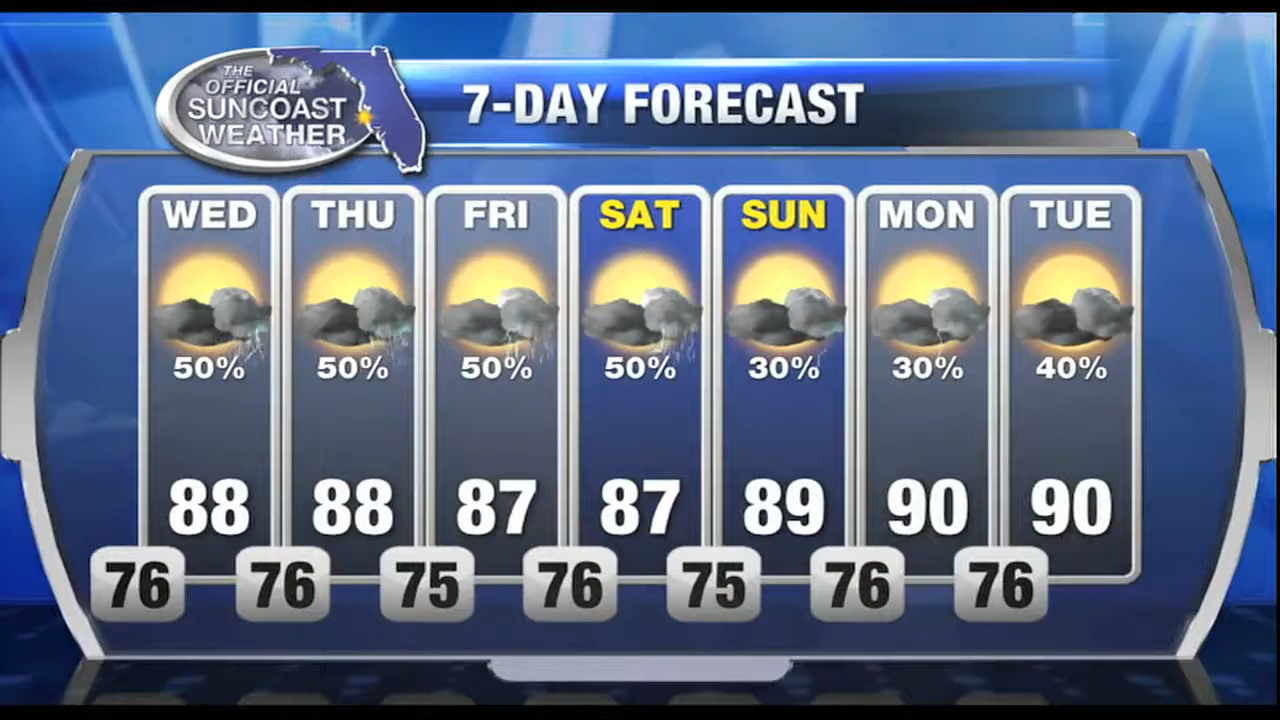 THE
OFFICIAL
SUNCOAST
WEATHER
7-DAY FORECAST
WED THU FRI SAT SUN MON TUE
50% 50% 50% 50% 30% 30% 40%
88 88 87 87 89 90 90
76 76 75 76 75 76 76